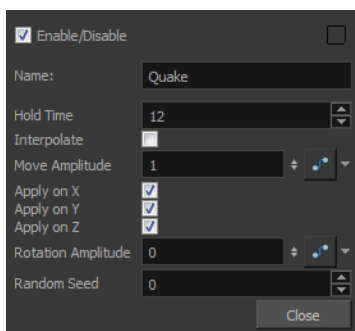 Enable/Disable
Name: Quake
Hold Time 12
Interpolate
Move Amplitude 1
Apply on X
Apply on Y
Apply on Z
Rotation Amplitude 0
Random Seed 0
Close